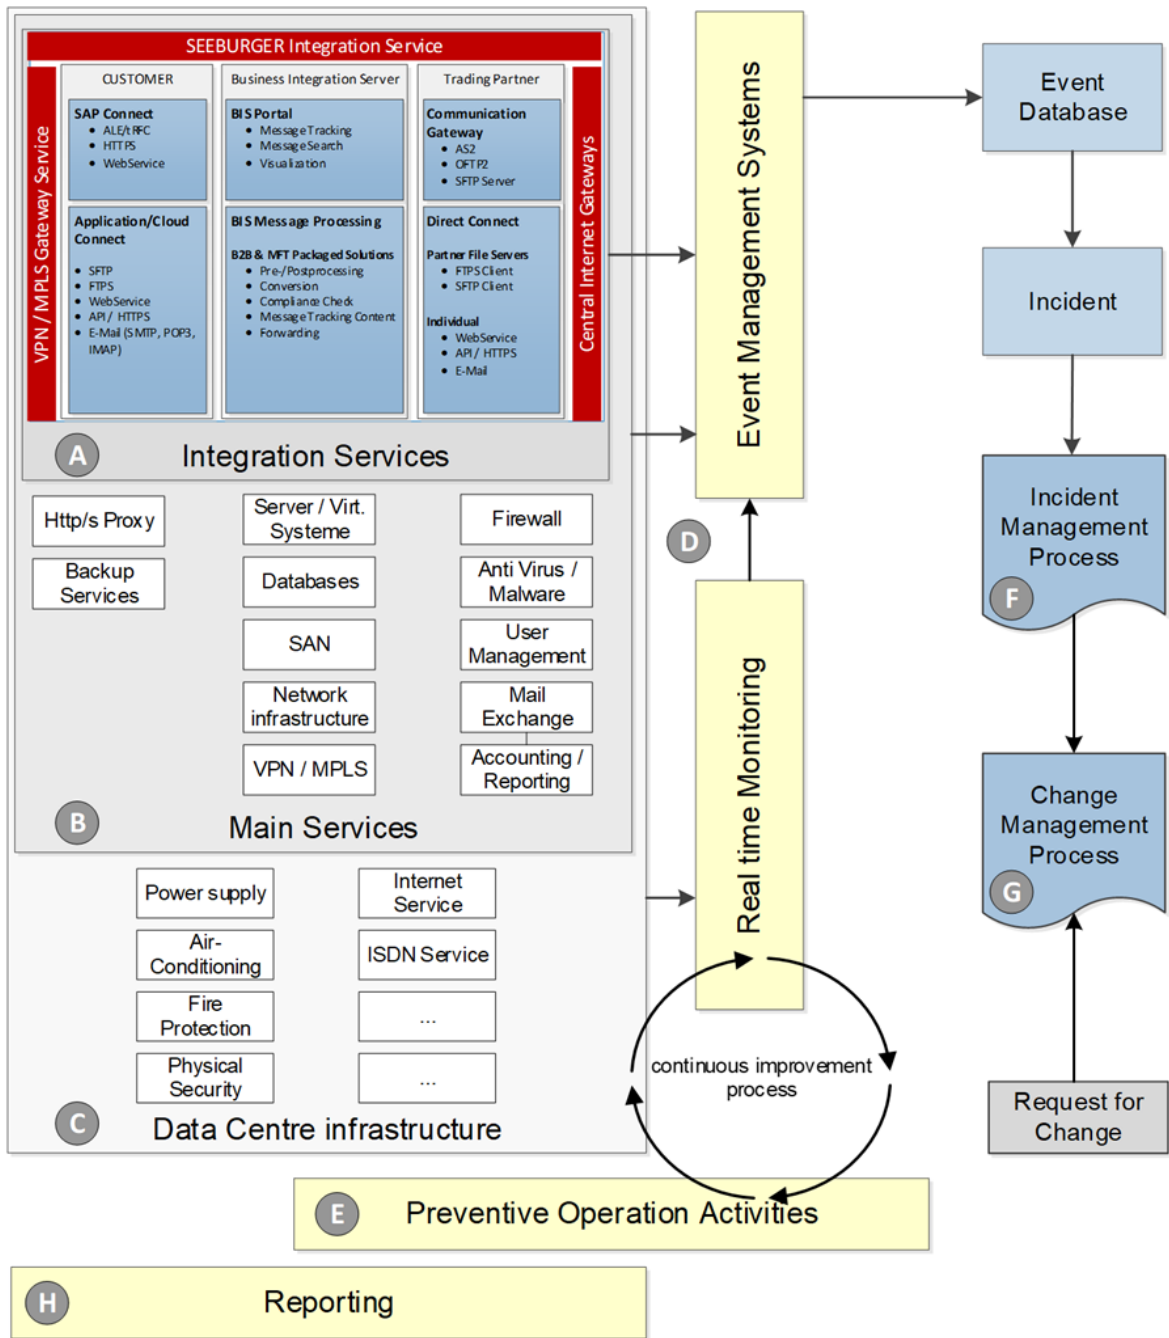 SEEBURGER Integration Service
VPN / MPLS Gateway Service
CUSTOMER
SAP Connect
• ALE/tRFC
• HTTPS
• WebService
Application/Cloud
Connect
• SFTP
• FTPS
• WebService
• API / HTTPS
• E-Mail (SMTP, POP3,
IMAP)
Business Integration Server
BIS Portal
• Message Tracking
• Message Search
• Visualization
BIS Message Processing
B2B & MFT Packaged Solutions
• Pre-/Postprocessing
• Conversion
• Compliance Check
• Message Tracking Content
• Forwarding
Trading Partner
Communication
Gateway
• AS2
• OFTP2
• SFTP Server
Direct Connect
Partner File Servers
• FTPS Client
• SFTP Client
Individual
• WebService
• API / HTTPS
• E-Mail
Central Internet Gateways
A
Integration Services
Http/s Proxy
Backup
Services
Server / Virt.
Systeme
Databases
SAN
Network
infrastructure
VPN / MPLS
Firewall
Anti Virus /
Malware
User
Management
Mail
Exchange
Accounting /
Reporting
B
Main Services
Power supply
Air-
Conditioning
Fire
Protection
Physical
Security
Internet
Service
ISDN Service
...
...
C
Data Centre infrastructure
Event Management Systems
D
Real time Monitoring
continuous improvement
process
E
Preventive Operation Activities
H
Reporting
Event
Database
Incident
Incident
Management
Process
F
Change
Management
Process
G
Request for
Change